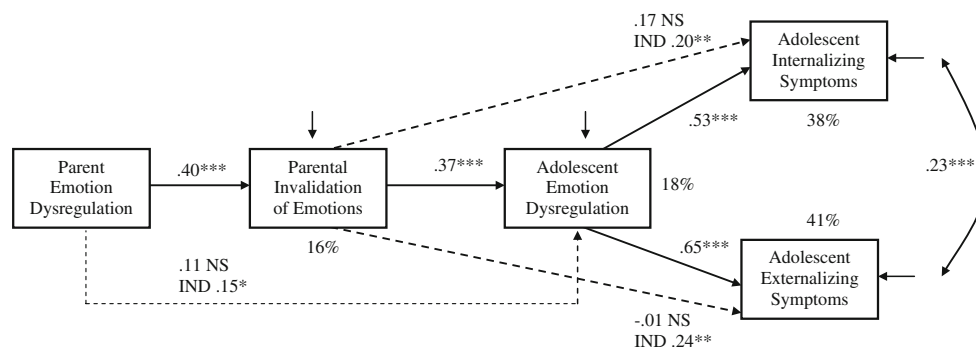 .17 NS
IND .20**
Adolescent
Internalizing
Symptoms
.53***
38%
Parent
Emotion
Dysregulation
.40***
Parental
Invalidation
of Emotions
.37***
Adolescent
Emotion
Dysregulation
18%
.23***
16%
41%
.65***
.11 NS
IND .15*
Adolescent
Externalizing
Symptoms
-.01 NS
IND .24**